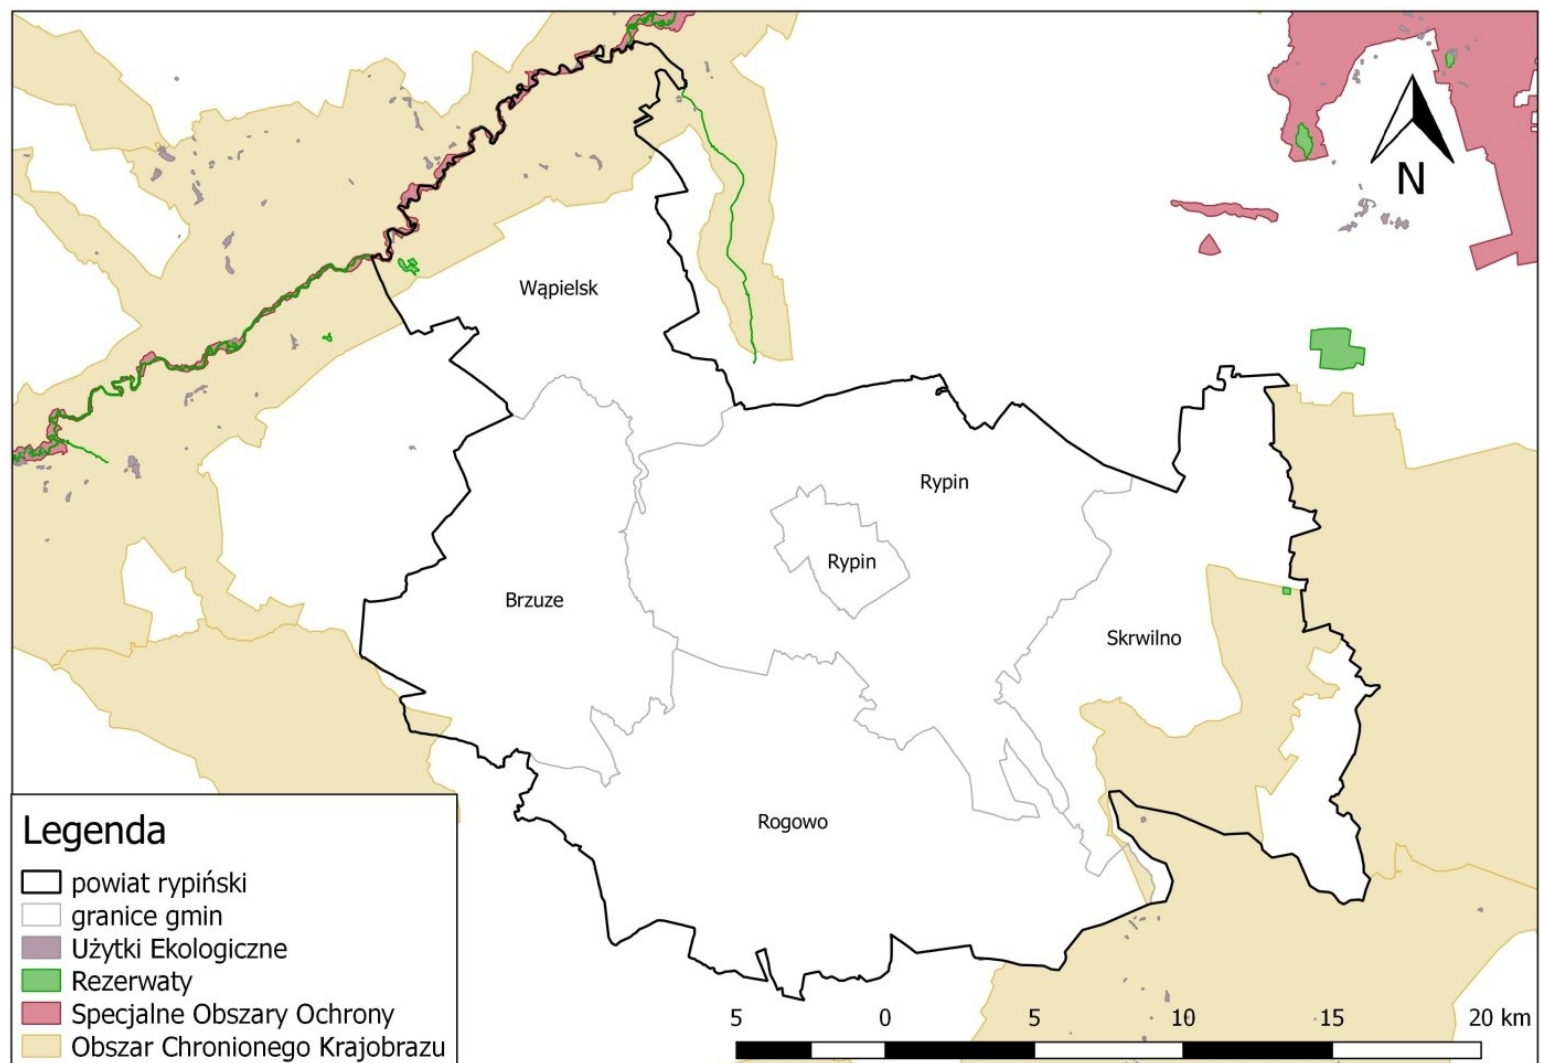 N
Wąpielsk
Rypin
Rypin
Brzuze
Skrwilno
Rogowo
Legenda
powiat rypiński
granice gmin
Użytki Ekologiczne
Rezerwaty
Specjalne Obszary Ochrony
Obszar Chronionego Krajobrazu
5 0 5 10 15 20 km